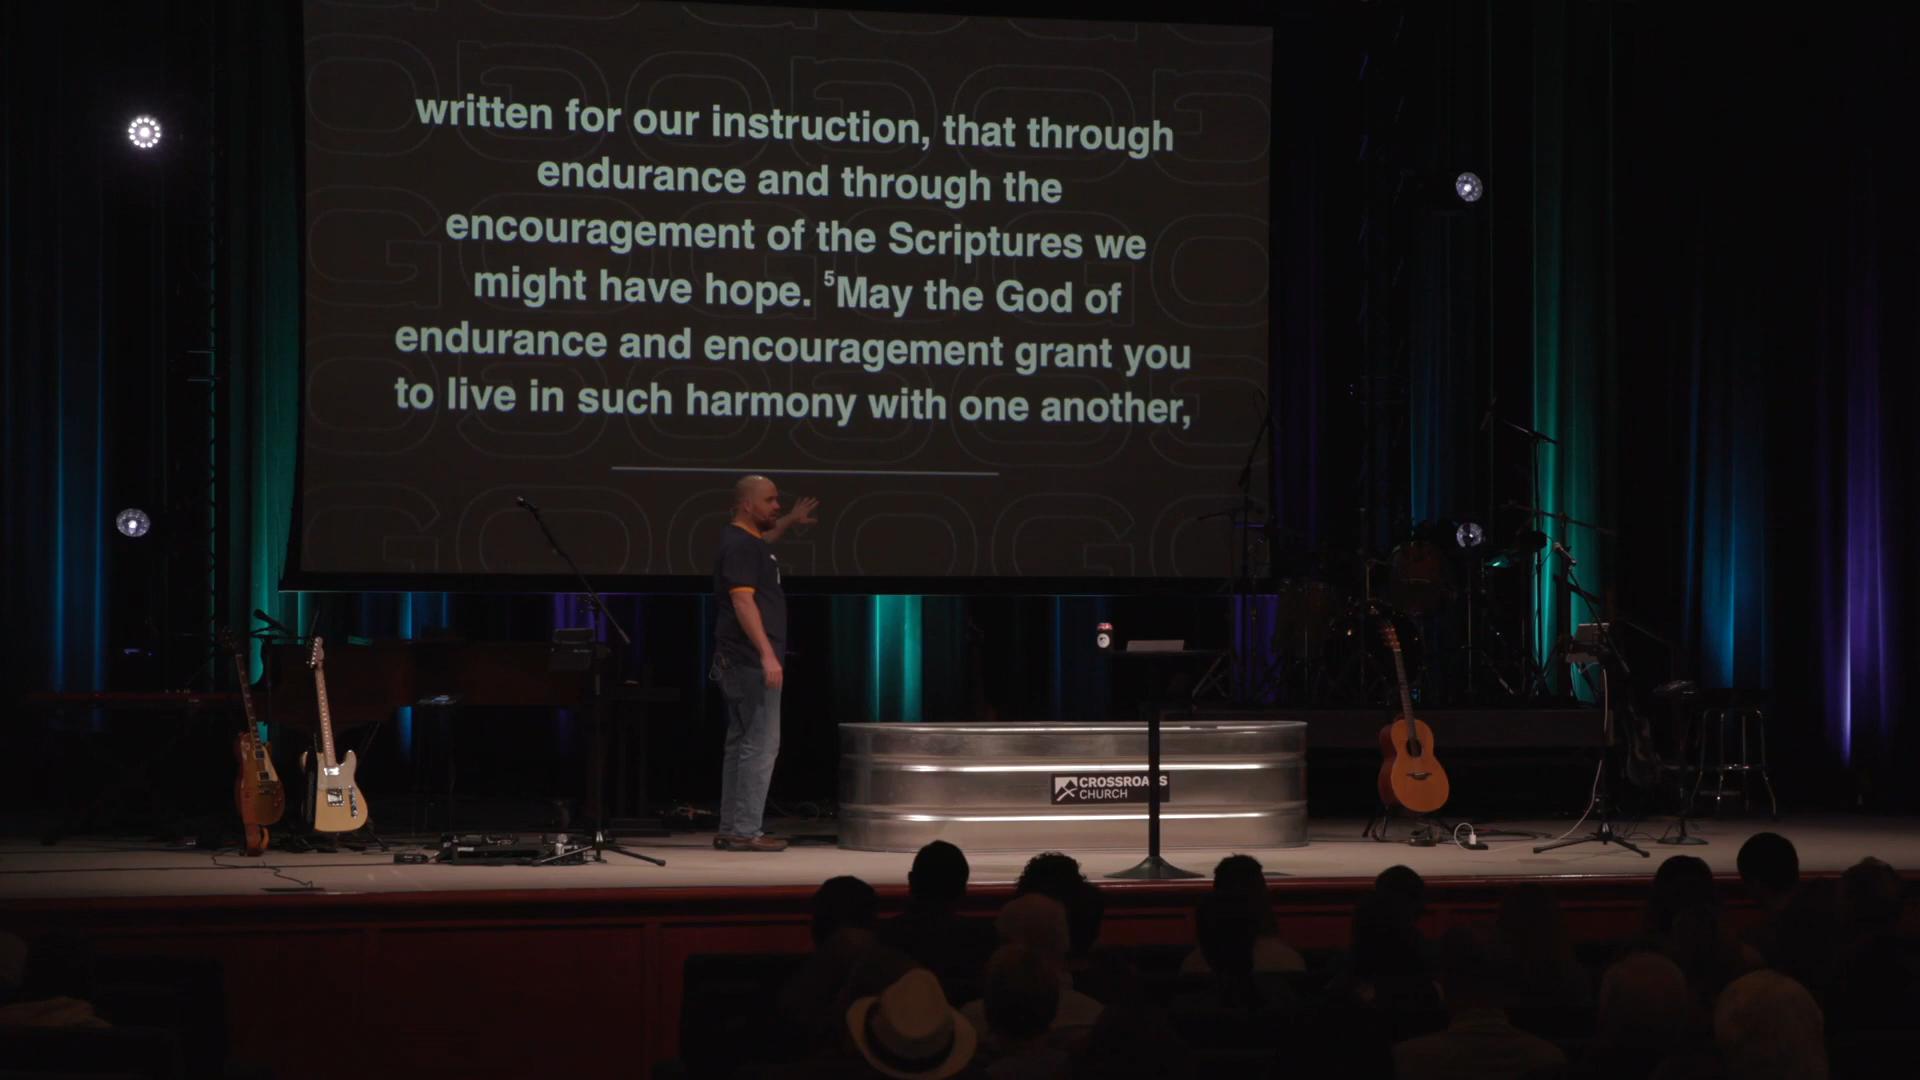 written for our instruction, that through
endurance and through the
encouragement of the Scriptures we
might have hope. ⁵May the God of
endurance and encouragement grant you
to live in such harmony with one another,
CROSSROADS
CHURCH